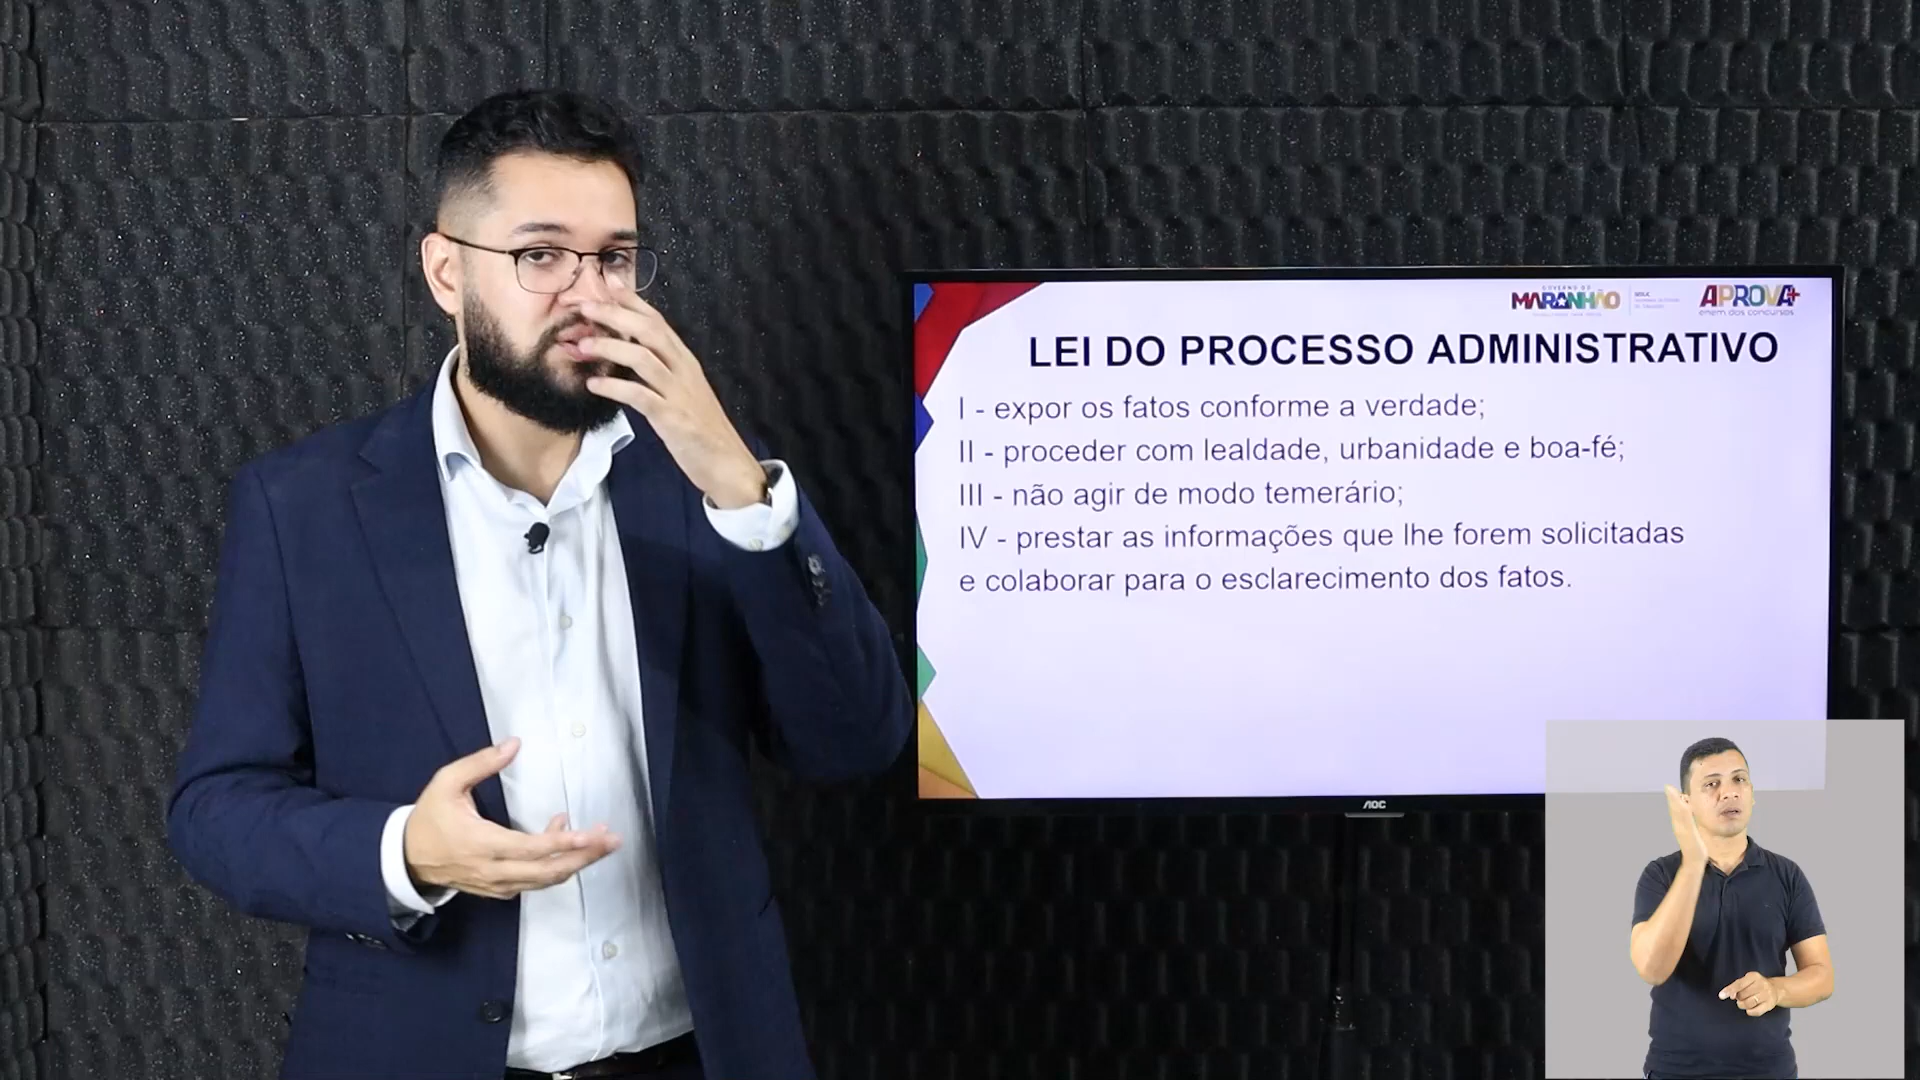 GOVERNO DO
MARANHÃO
APROVA+
enem dos concursos
LEI DO PROCESSO ADMINISTRATIVO
I - expor os fatos conforme a verdade;
II - proceder com lealdade, urbanidade e boa-fé;
III - não agir de modo temerário;
IV - prestar as informações que lhe forem solicitadas
e colaborar para o esclarecimento dos fatos.
AOC